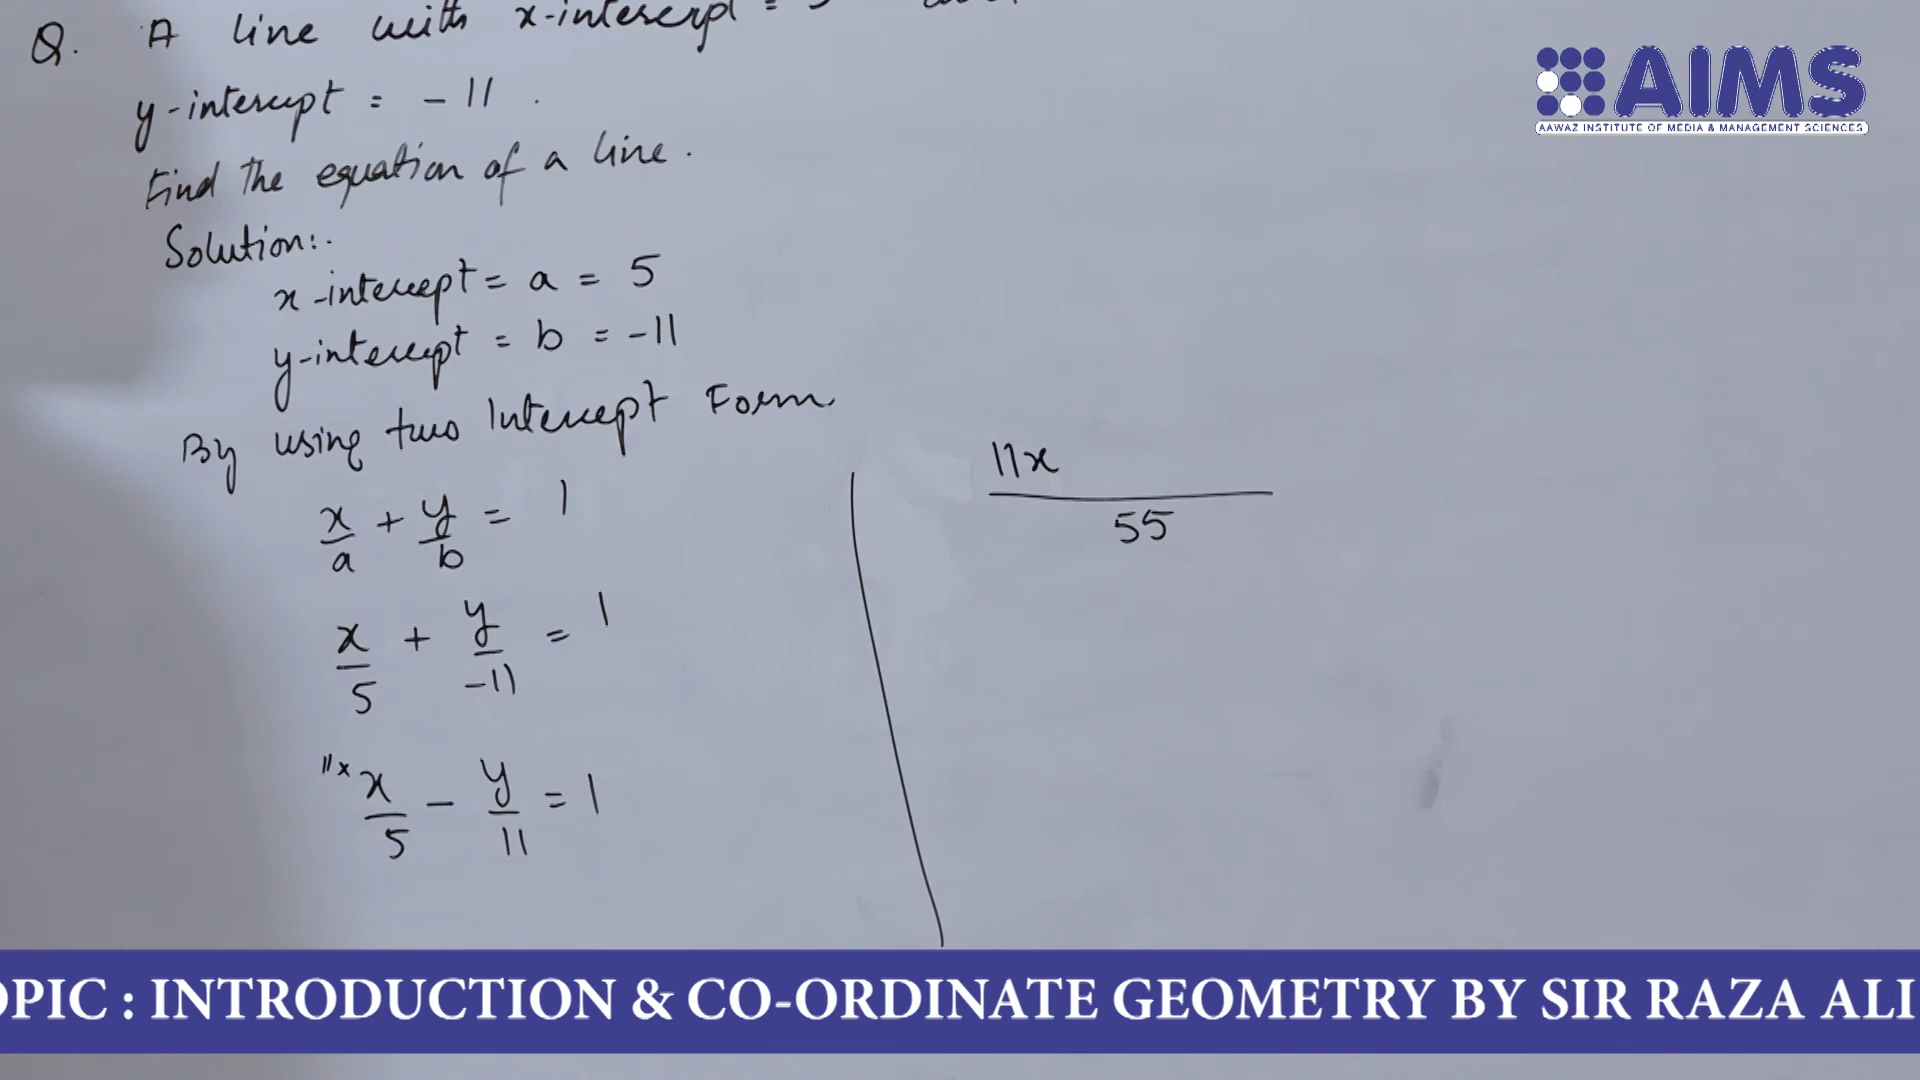 Q. A line with x-intercept =
y-intercept = -11 .
Find the equation of a line.
Solution:.
x-intercept = a = 5
y-intercept = b = -11
By using two Intercept Form
x/a + y/b = 1
x/5 + y/-11 = 1
11× x/5 - y/11 = 1
11x
55
AIMS
AAWAZ INSTITUTE OF MEDIA & MANAGEMENT SCIENCES
OPIC : INTRODUCTION & CO-ORDINATE GEOMETRY BY SIR RAZA ALI